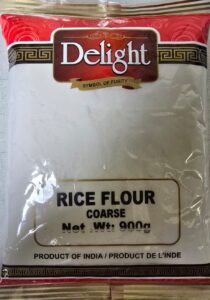 Delight
SYMBOL OF PURITY
RICE FLOUR
COARSE
Net .Wt: 900g
PRODUCT OF INDIA / PRODUCT DE L'INDE